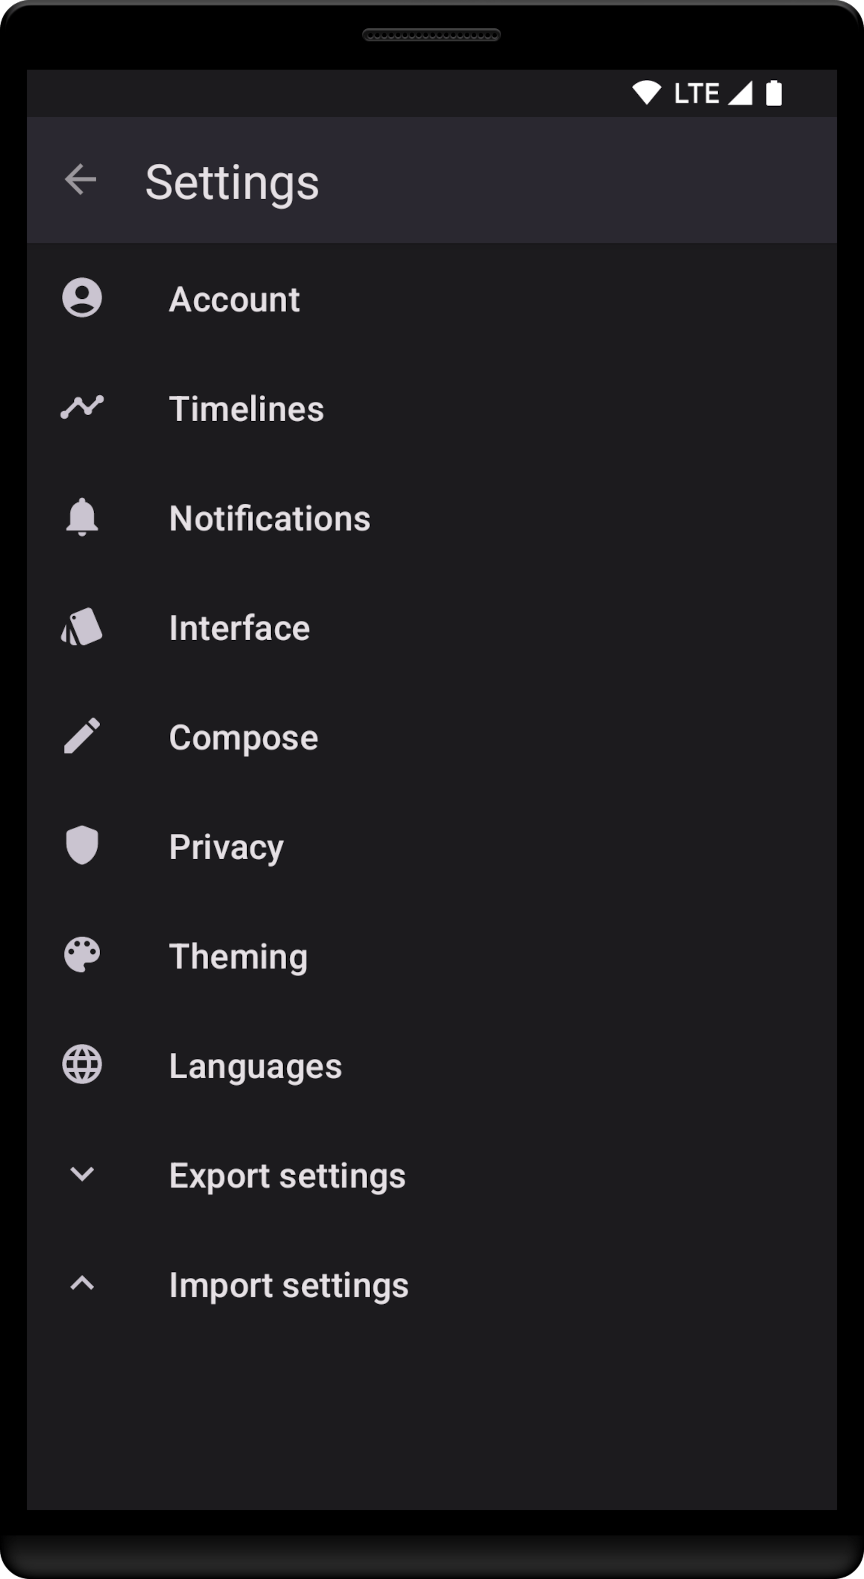 LTE
Settings
Account
Timelines
Notifications
Interface
Compose
Privacy
Theming
Languages
Export settings
Import settings